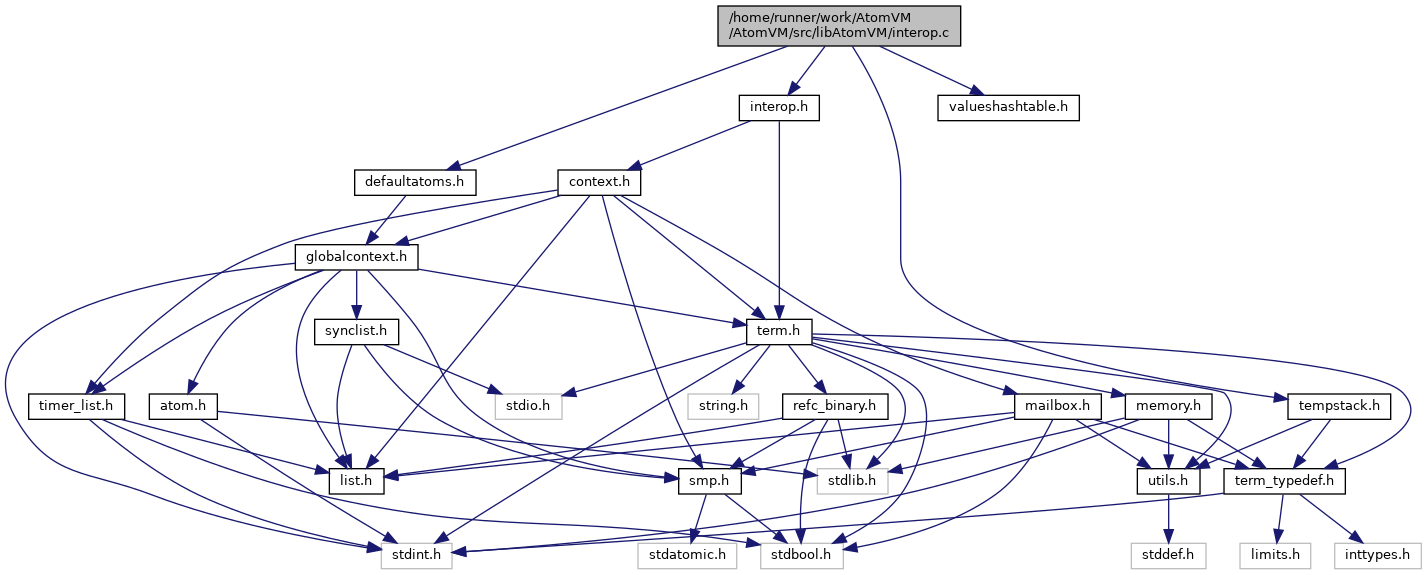 /home/runner/work/AtomVM
/AtomVM/src/libAtomVM/interop.c
interop.h
valueshashtable.h
defaultatoms.h
context.h
globalcontext.h
synclist.h
term.h
timer_list.h
atom.h
stdio.h
string.h
refc_binary.h
mailbox.h
memory.h
tempstack.h
list.h
smp.h
stdlib.h
utils.h
term_typedef.h
stdint.h
stdatomic.h
stdbool.h
stddef.h
limits.h
inttypes.h